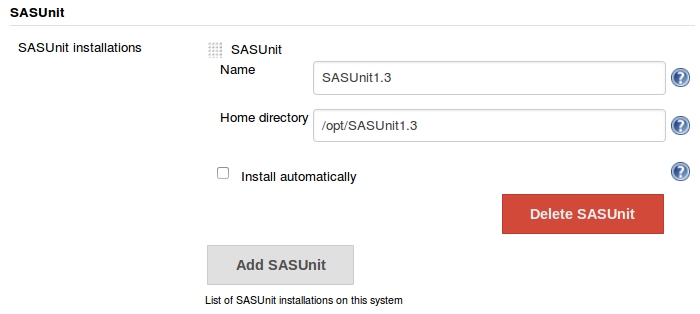 SASUnit
SASUnit installations
SASUnit
Name
SASUnit1.3
?
Home directory
/opt/SASUnit1.3
?
Install automatically
?
Delete SASUnit
Add SASUnit
List of SASUnit installations on this system